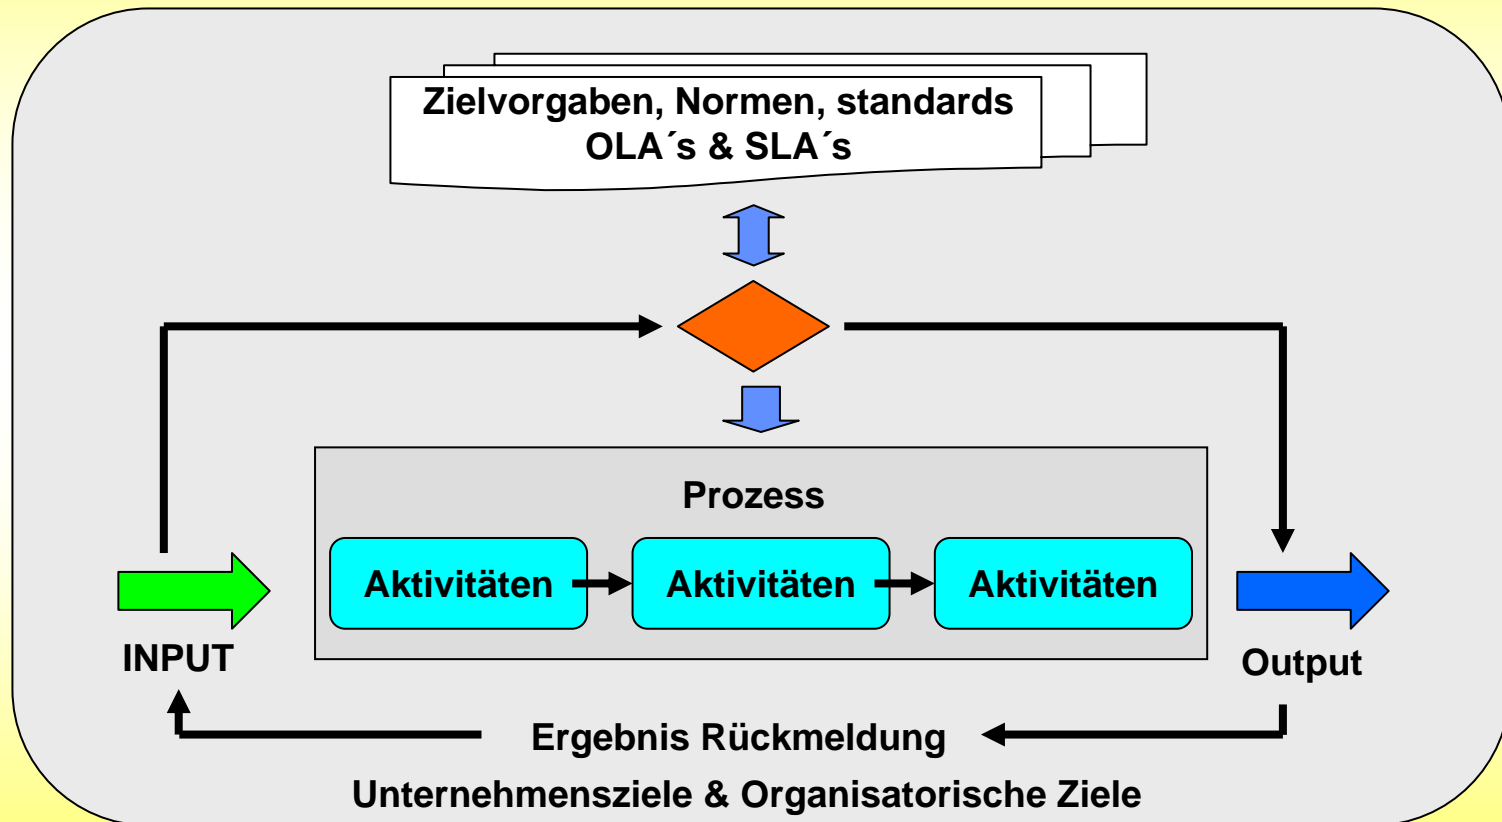 Zielvorgaben, Normen, standards
OLA´s & SLA´s
Prozess
Aktivitäten
Aktivitäten
Aktivitäten
INPUT
Output
Ergebnis Rückmeldung
Unternehmensziele & Organisatorische Ziele